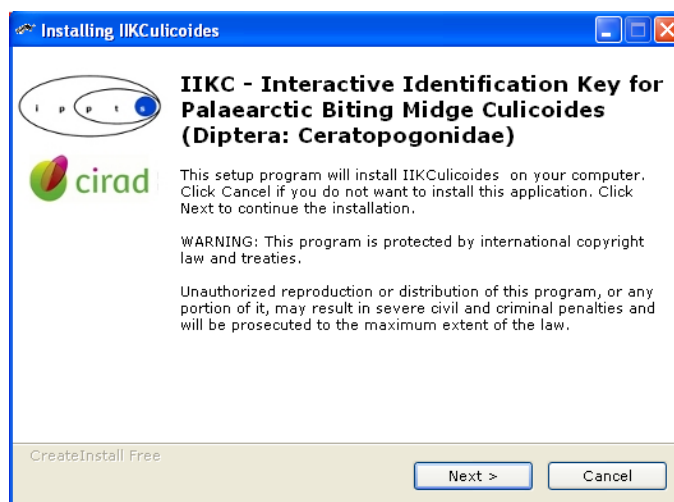 Installing IIKCulicoides
i p p t s
cirad
IIKC - Interactive Identification Key for
Palaearctic Biting Midge Culicoides
(Diptera: Ceratopogonidae)
This setup program will install IIKCulicoides on your computer.
Click Cancel if you do not want to install this application. Click
Next to continue the installation.
WARNING: This program is protected by international copyright
law and treaties.
Unauthorized reproduction or distribution of this program, or any
portion of it, may result in severe civil and criminal penalties and
will be prosecuted to the maximum extent of the law.
CreateInstall Free
Next >
Cancel